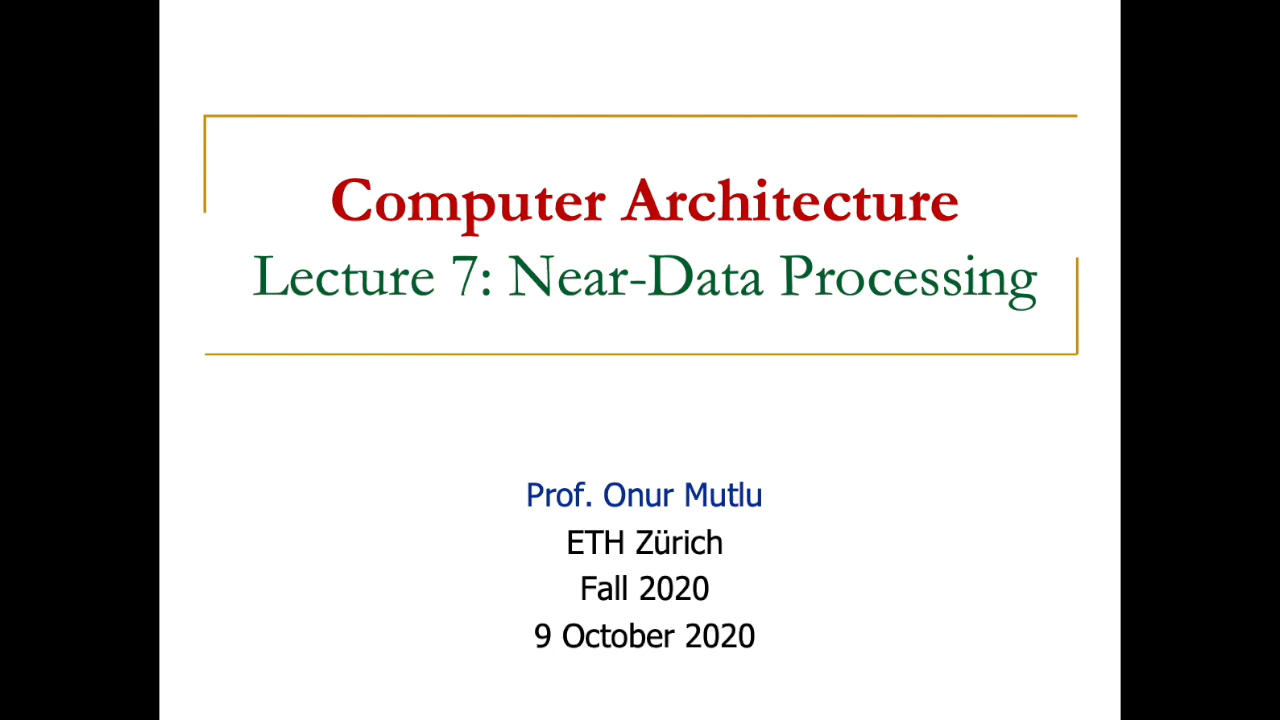 Computer Architecture
Lecture 7: Near-Data Processing
Prof. Onur Mutlu
ETH Zürich
Fall 2020
9 October 2020